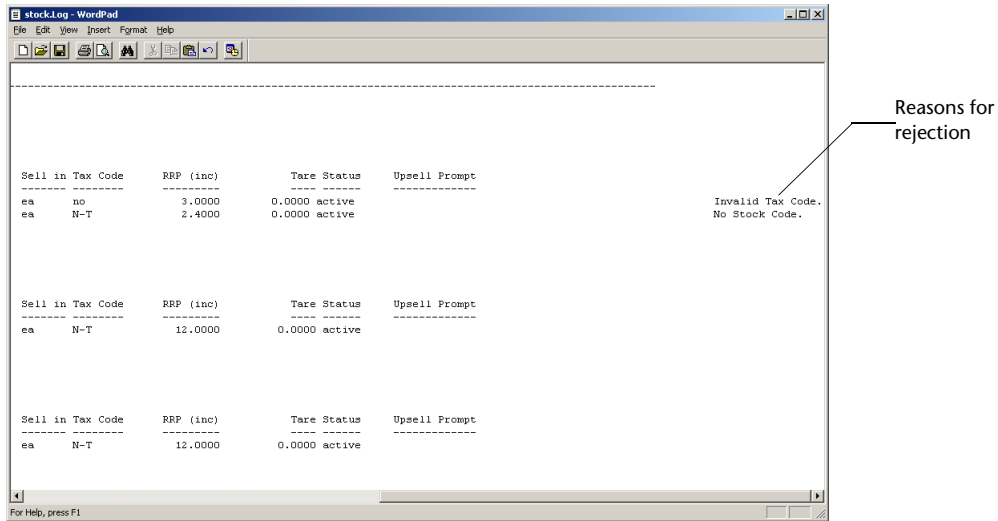 stock.Log - WordPad
File Edit View Insert Format Help
--------------------------------------------------------------------------------------------------------
Reasons for
rejection
Sell in Tax Code RRP (inc) Tare Status Upsell Prompt
------- -------- --------- ---- ------ -------------
ea no 3.0000 0.0000 active Invalid Tax Code.
ea N-T 2.4000 0.0000 active No Stock Code.
Sell in Tax Code RRP (inc) Tare Status Upsell Prompt
------- -------- --------- ---- ------ -------------
ea N-T 12.0000 0.0000 active
Sell in Tax Code RRP (inc) Tare Status Upsell Prompt
------- -------- --------- ---- ------ -------------
ea N-T 12.0000 0.0000 active
For Help, press F1